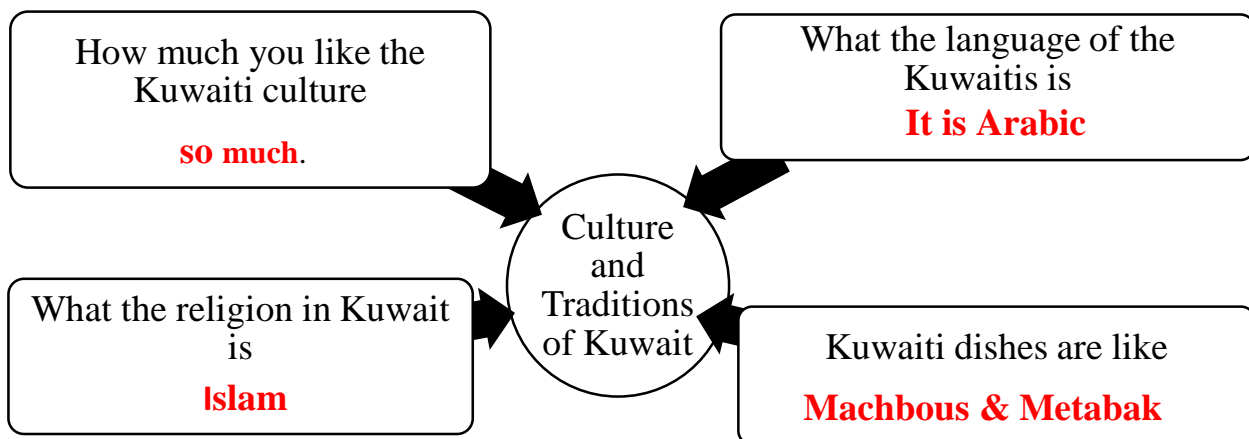 How much you like the
Kuwaiti culture
so much.
What the language of the
Kuwaitis is
It is Arabic
Culture
and
Traditions
of Kuwait
What the religion in Kuwait
is
Islam
Kuwaiti dishes are like
Machbous & Metabak